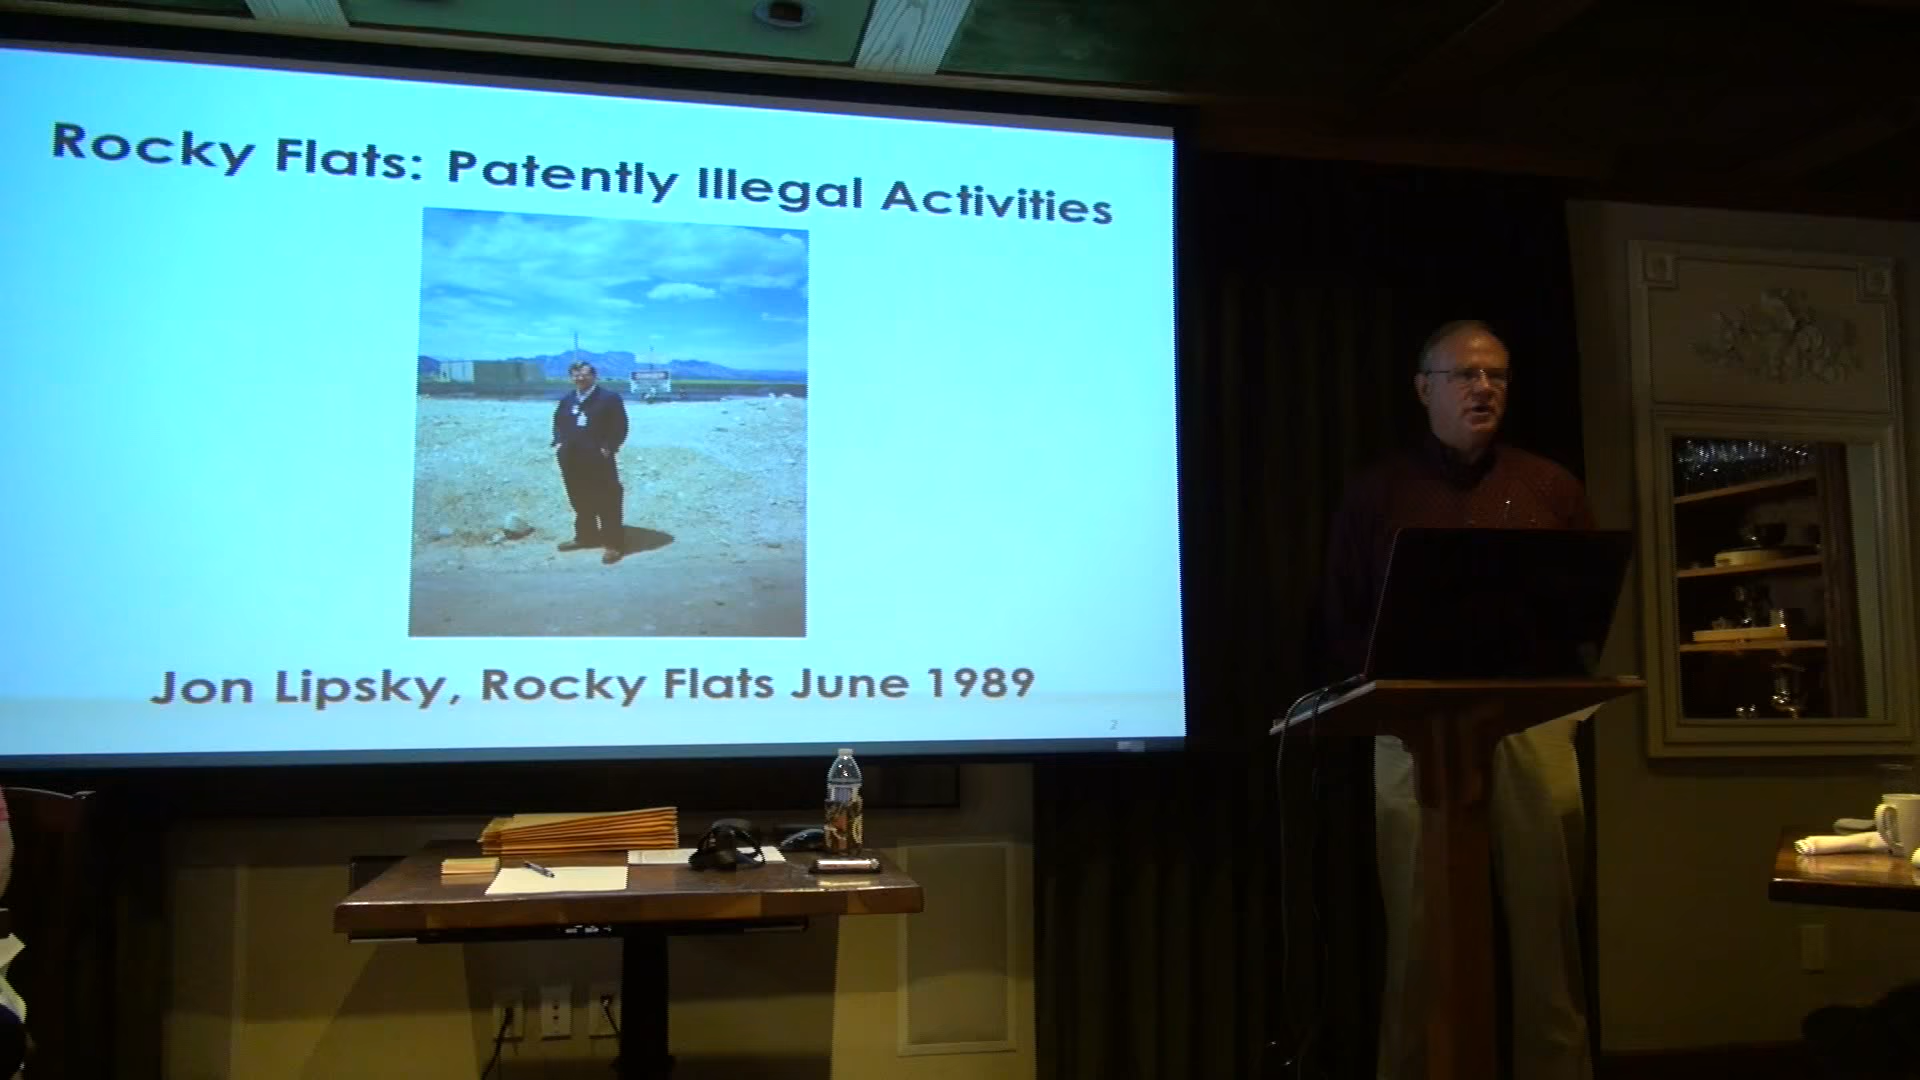 Rocky Flats: Patently Illegal Activities
Jon Lipsky, Rocky Flats June 1989
2